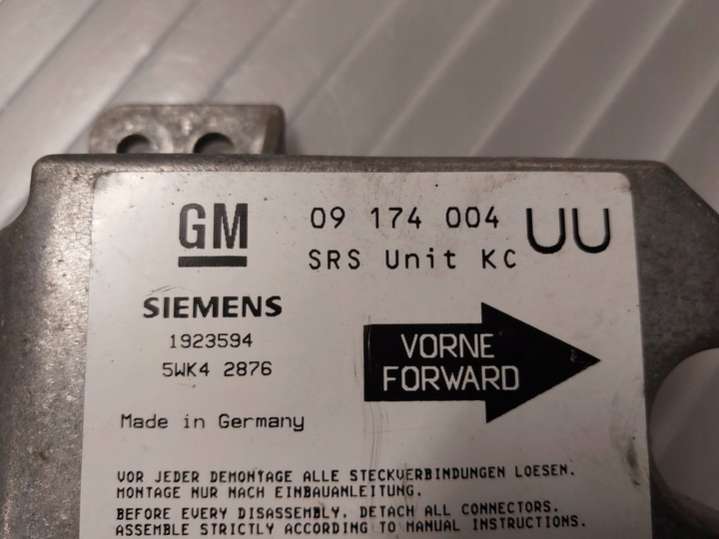 GM 09 174 004 UU
SRS Unit KC
SIEMENS
1923594
5WK4 2876
VORNE
FORWARD
Made in Germany
VOR JEDER DEMONTAGE ALLE STECKVERBINDUNGEN LOESEN.
MONTAGE NUR NACH EINBAUANLEITUNG.
BEFORE EVERY DISASSEMBLY, DETACH ALL CONNECTORS.
ASSEMBLE STRICTLY ACCORDING TO MANUAL INSTRUCTIONS.